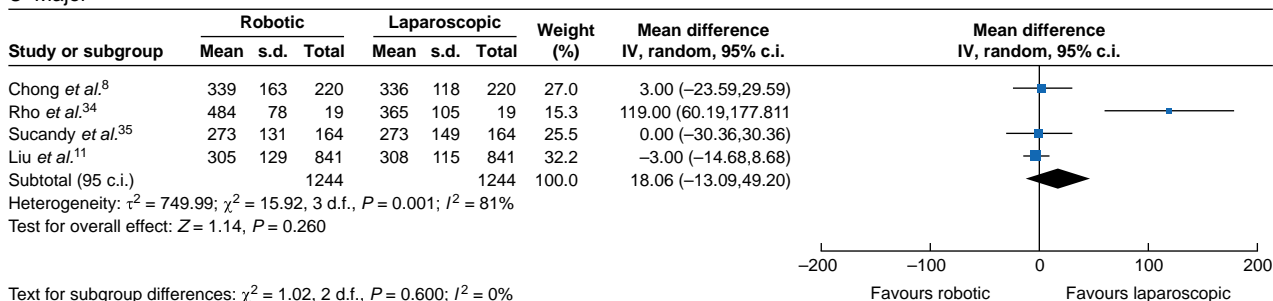 Robotic Laparoscopic Weight Mean difference Mean difference
Study or subgroup Mean s.d. Total Mean s.d. Total (%) IV, random, 95% c.i. IV, random, 95% c.i.
Chong et al.8 339 163 220 336 118 220 27.0 3.00 (–23.59,29.59)
Rho et al.34 484 78 19 365 105 19 15.3 119.00 (60.19,177.811
Sucandy et al.35 273 131 164 273 149 164 25.5 0.00 (–30.36,30.36)
Liu et al.11 305 129 841 308 115 841 32.2 –3.00 (–14.68,8.68)
Subtotal (95 c.i.) 1244 1244 100.0 18.06 (–13.09,49.20)
Heterogeneity: τ2 = 749.99; χ2 = 15.92, 3 d.f., P = 0.001; I2 = 81%
Test for overall effect: Z = 1.14, P = 0.260
–200 –100 0 100 200
Text for subgroup differences: χ2 = 1.02, 2 d.f., P = 0.600; I2 = 0% Favours robotic Favours laparoscopic